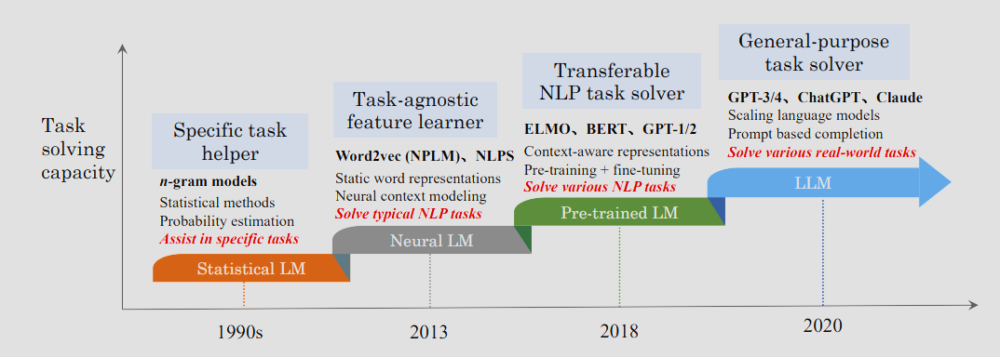 Task
solving
capacity
Specific task
helper
n-gram models
Statistical methods
Probability estimation
Assist in specific tasks
Statistical LM
1990s
Task-agnostic
feature learner
Word2vec (NPLM)、NLPS
Static word representations
Neural context modeling
Solve typical NLP tasks
Neural LM
2013
Transferable
NLP task solver
ELMO、BERT、GPT-1/2
Context-aware representations
Pre-training + fine-tuning
Solve various NLP tasks
Pre-trained LM
2018
General-purpose
task solver
GPT-3/4、ChatGPT、Claude
Scaling language models
Prompt based completion
Solve various real-world tasks
LLM
2020